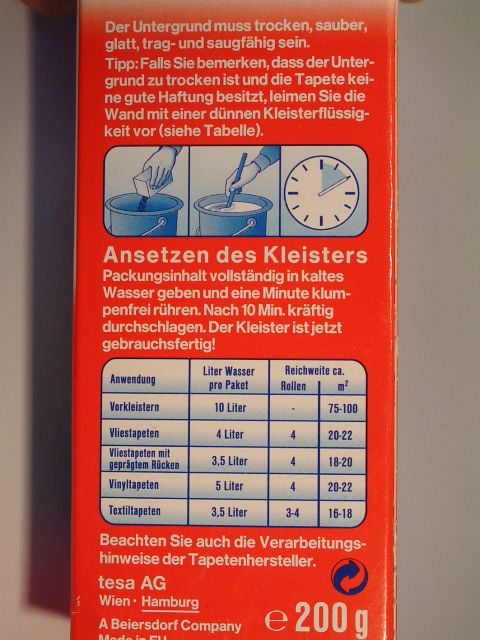 Der Untergrund muss trocken, sauber,
glatt, trag- und saugfähig sein.
Tipp: Falls Sie bemerken, dass der Unter-
grund zu trocken ist und die Tapete kei-
ne gute Haftung besitzt, leimen Sie die
Wand mit einer dünnen Kleisterflüssig-
keit vor (siehe Tabelle).
Ansetzen des Kleisters
Packungsinhalt vollständig in kaltes
Wasser geben und eine Minute klum-
penfrei rühren. Nach 10 Min. kräftig
durchschlagen. Der Kleister ist jetzt
gebrauchsfertig!
Anwendung Liter Wasser pro Paket Reichweite ca. Rollen m²
Vorkleistern 10 Liter - 75-100
Vliestapeten 4 Liter 4 20-22
Vliestapeten mit geprägtem Rücken 3,5 Liter 4 18-20
Vinyltapeten 5 Liter 4 20-22
Textiltapeten 3,5 Liter 3-4 16-18
Beachten Sie auch die Verarbeitungs-
hinweise der Tapetenhersteller.
tesa AG
Wien · Hamburg
A Beiersdorf Company
Made in EU
e 200 g